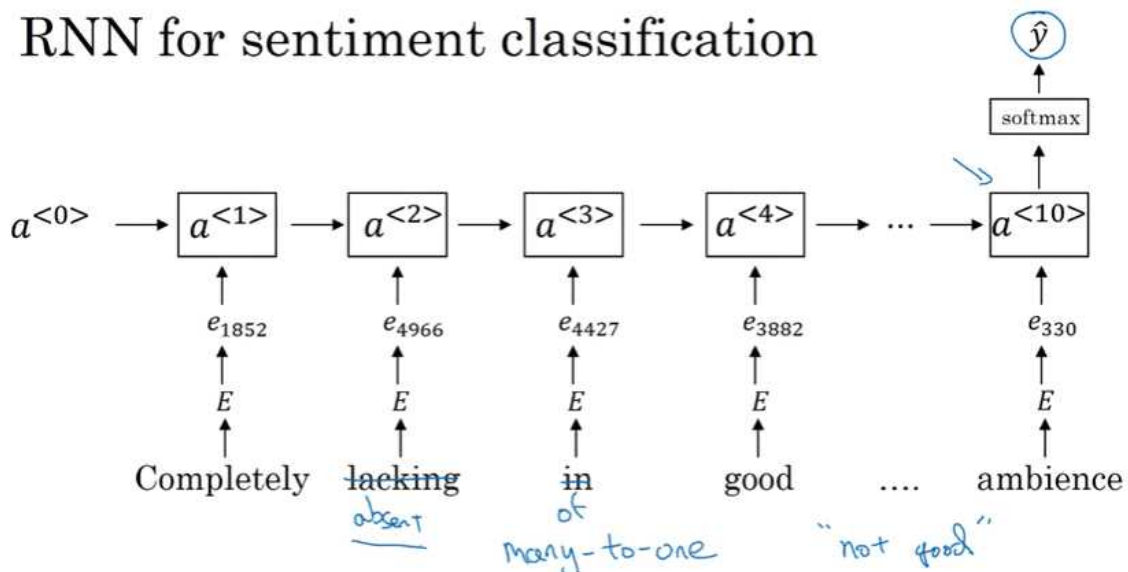 RNN for sentiment classification
ŷ
softmax
a<0> a<1> a<2> a<3> a<4> ... a<10>
e1852 e4966 e4427 e3882 e330
E E E E E
Completely lacking in good .... ambience
absent of
many-to-one "not good"